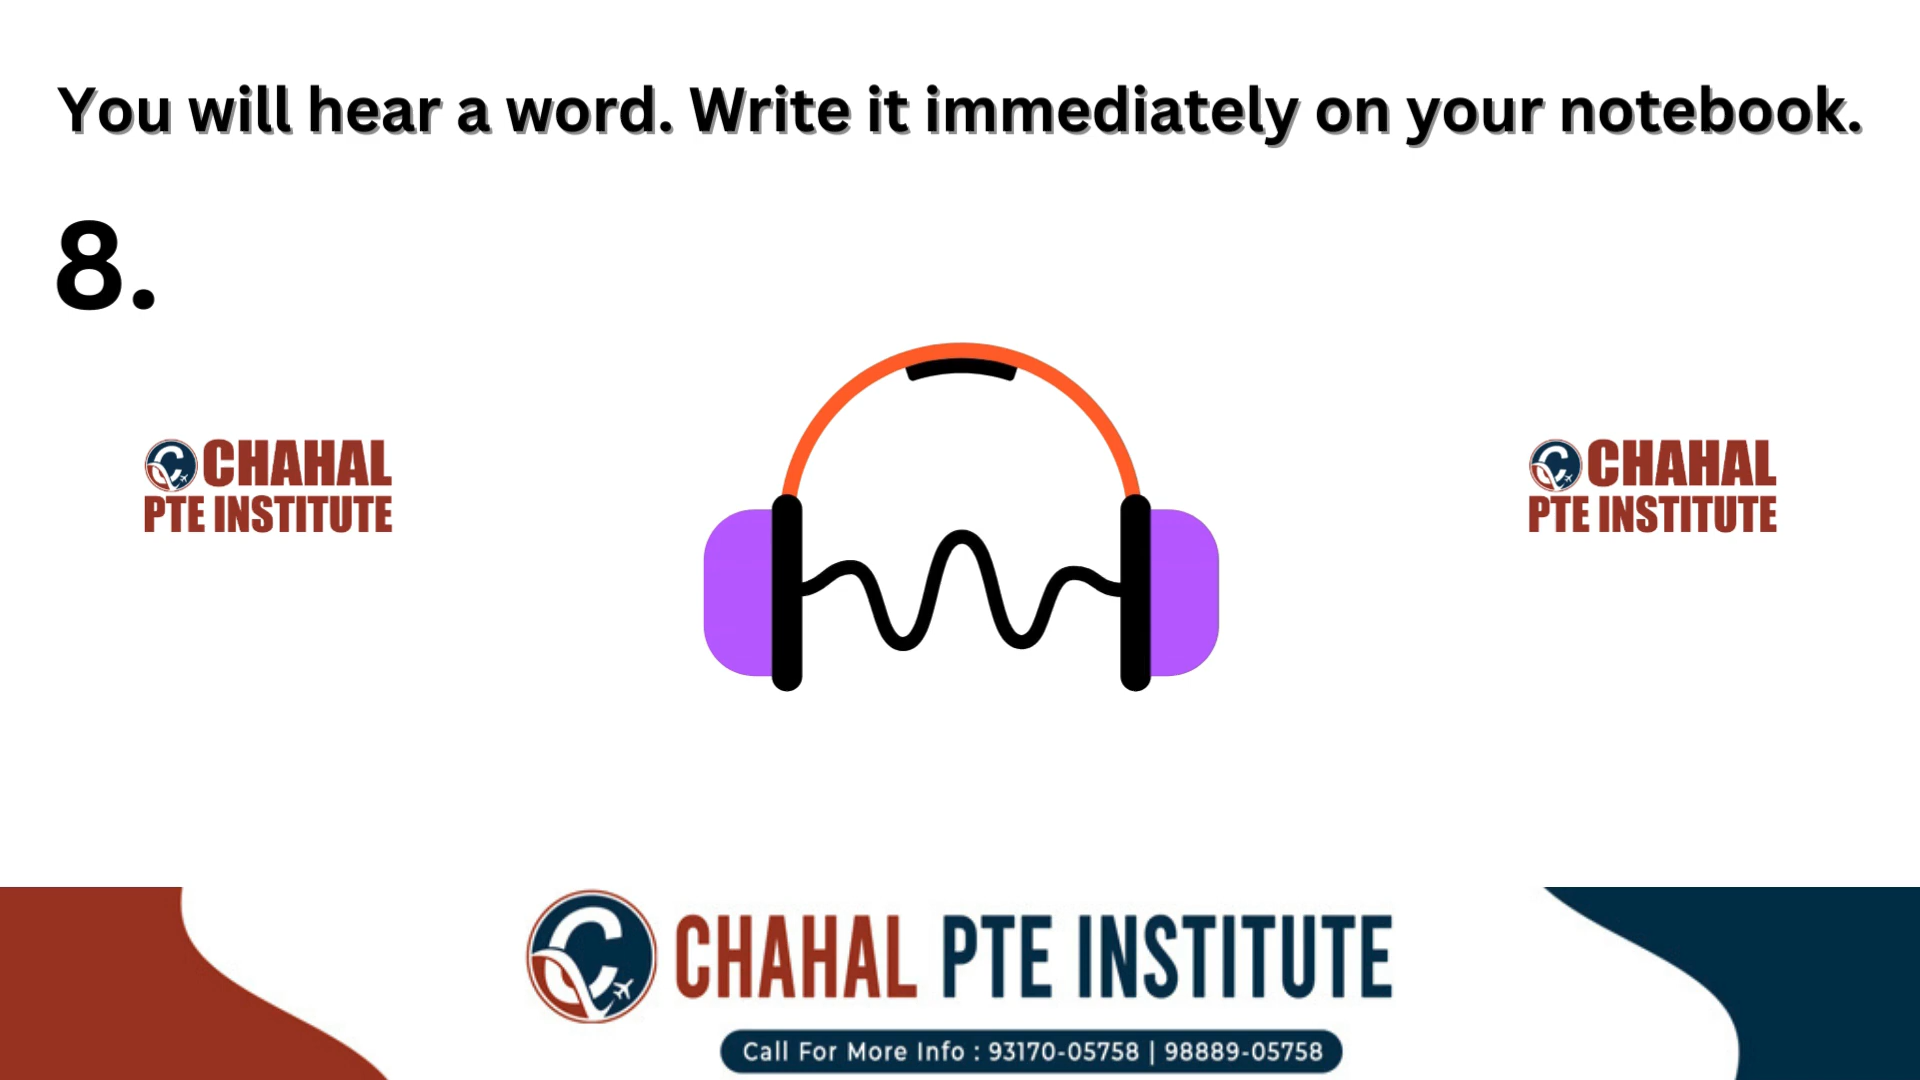 You will hear a word. Write it immediately on your notebook.
8.
CHAHAL
PTE INSTITUTE
CHAHAL
PTE INSTITUTE
CHAHAL PTE INSTITUTE
Call For More Info : 93170-05758 | 98889-05758